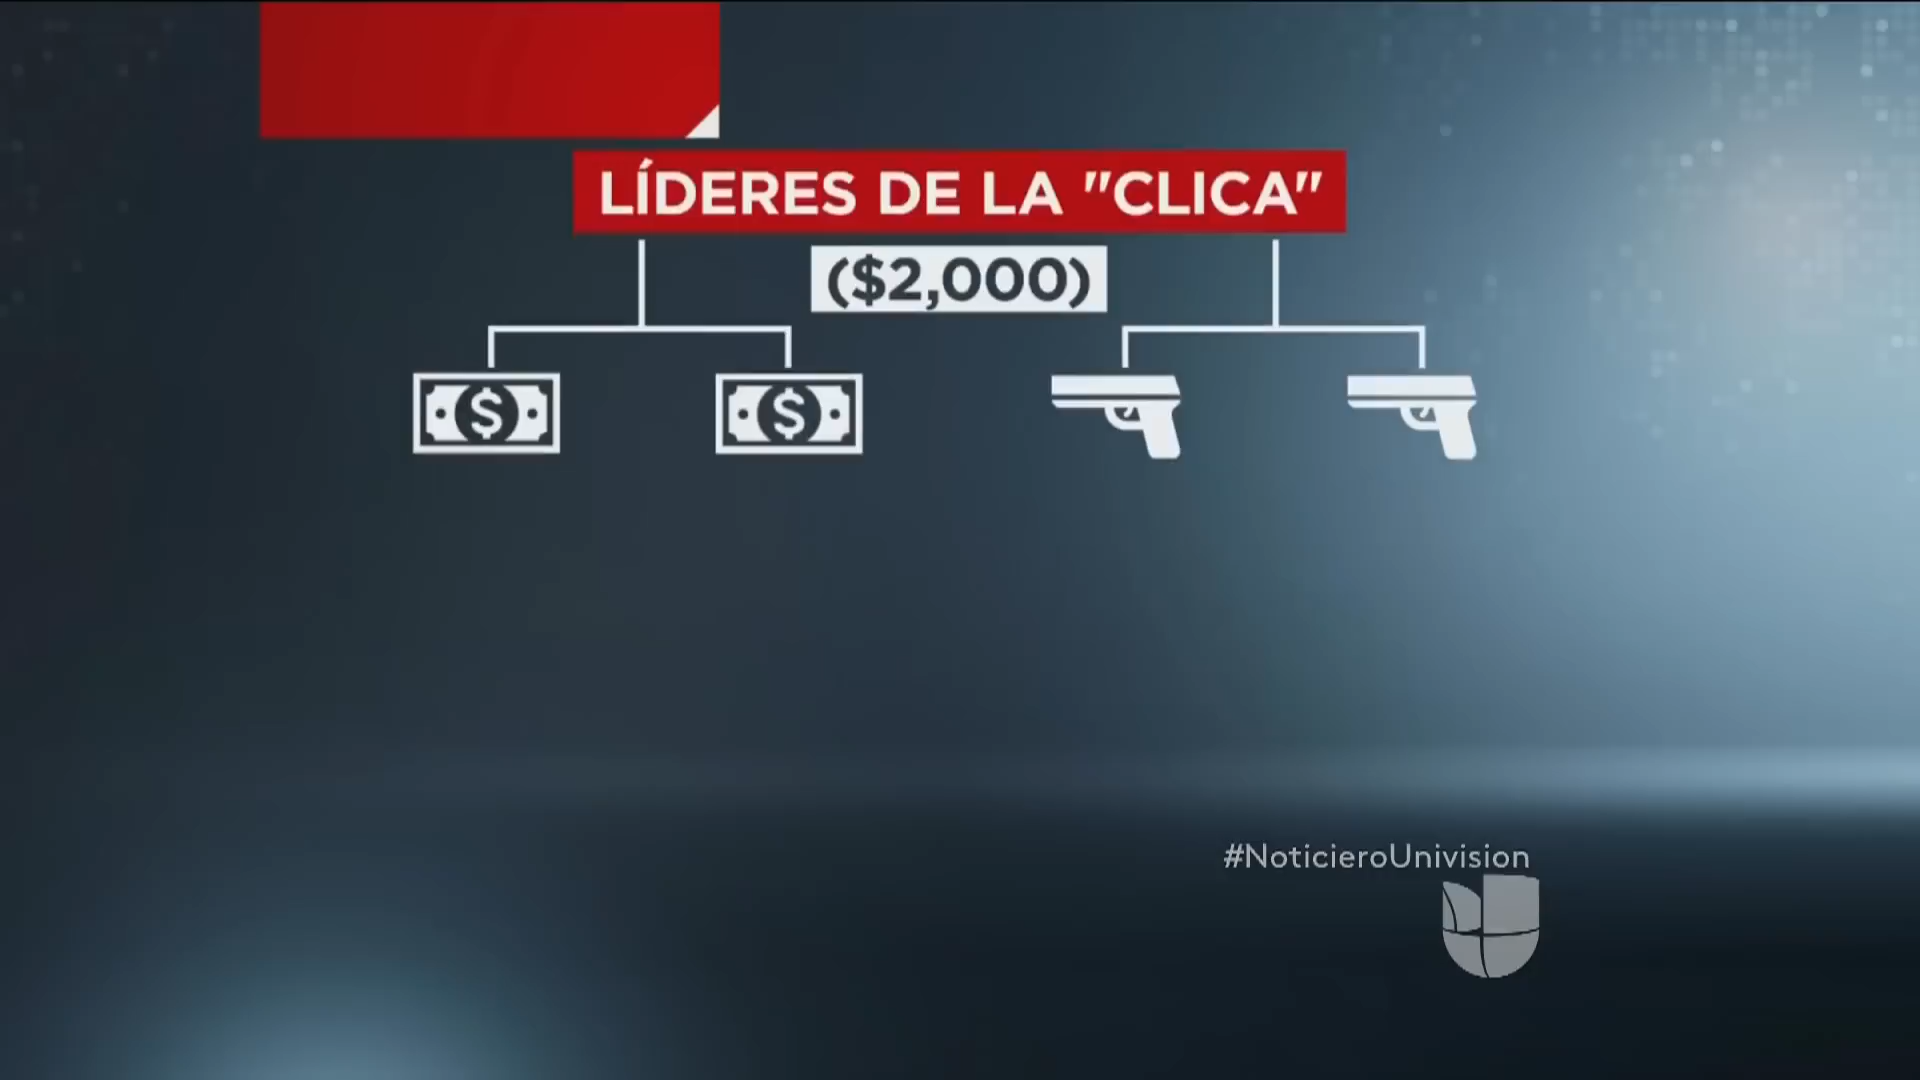 LÍDERES DE LA "CLICA"
($2,000)
$ $
#NoticieroUnivision